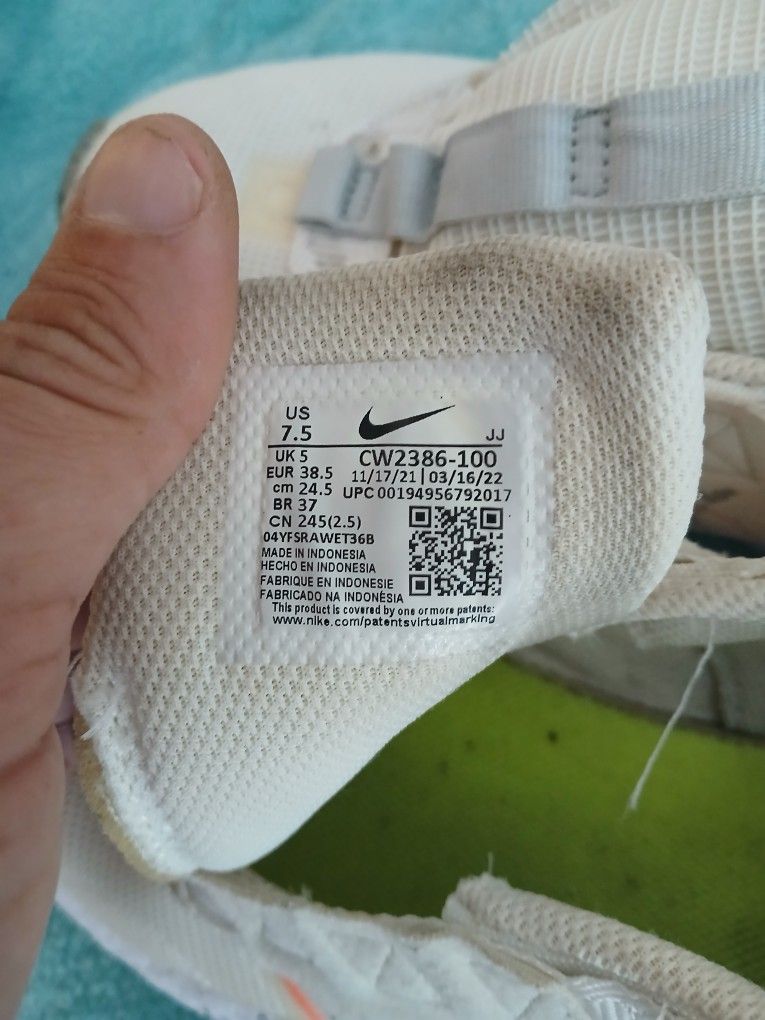 US
7.5
JJ
UK 5
CW2386-100
EUR 38.5
11/17/21 | 03/16/22
cm 24.5
UPC 00194956792017
BR 37
CN 245(2.5)
04YFSRAWET36B
MADE IN INDONESIA
HECHO EN INDONESIA
FABRIQUE EN INDONESIE
FABRICADO NA INDONÉSIA
This product is covered by one or more patents:
www.nike.com/patentsvirtualmarking